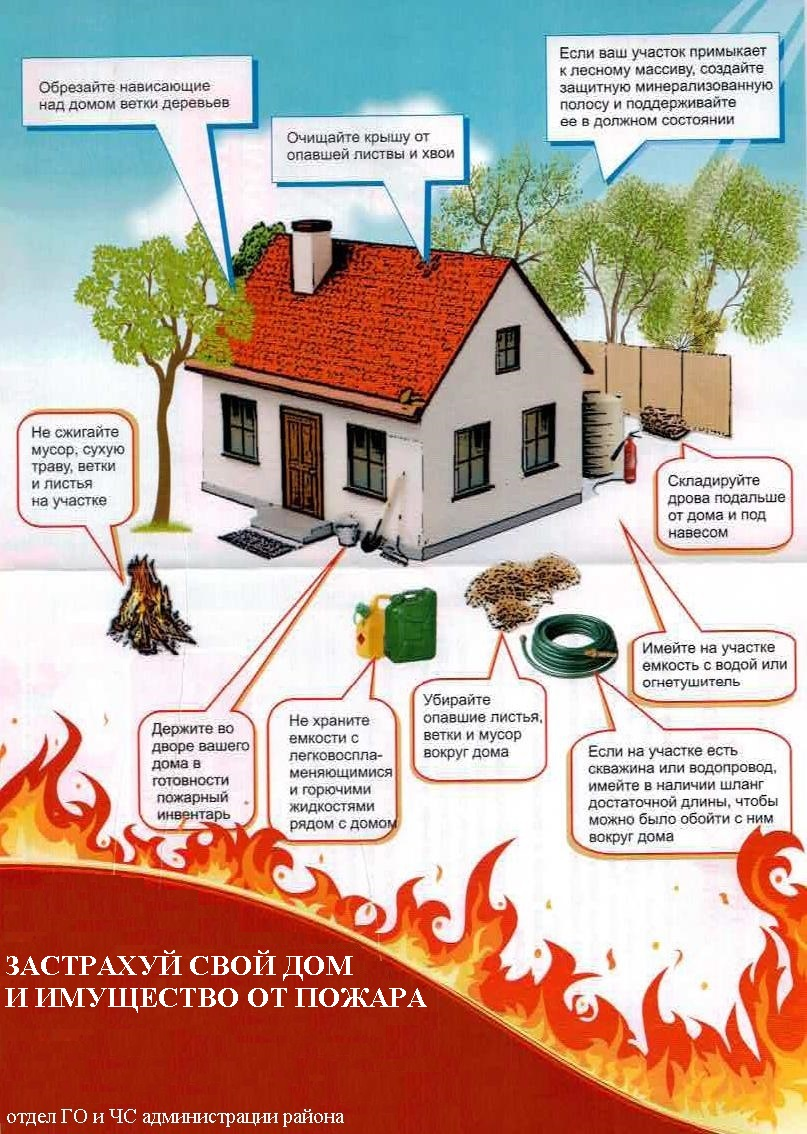 Обрезайте нависающие
над домом ветки деревьев
Очищайте крышу от
опавшей листвы и хвои
Если ваш участок примыкает
к лесному массиву, создайте
защитную минерализованную
полосу и поддерживайте
ее в должном состоянии
Не сжигайте
мусор, сухую
траву, ветки
и листья
на участке
Складируйте
дрова подальше
от дома и под
навесом
Имейте на участке
емкость с водой или
огнетушитель
Держите во
дворе вашего
дома в
готовности
пожарный
инвентарь
Не храните
емкости с
легковоспла-
меняющимися
и горючими
жидкостями
рядом с домом
Убирайте
опавшие листья,
ветки и мусор
вокруг дома
Если на участке есть
скважина или водопровод,
имейте в наличии шланг
достаточной длины, чтобы
можно было обойти с ним
вокруг дома
ЗАСТРАХУЙ СВОЙ ДОМ
И ИМУЩЕСТВО ОТ ПОЖАРА
отдел ГО и ЧС администрации района